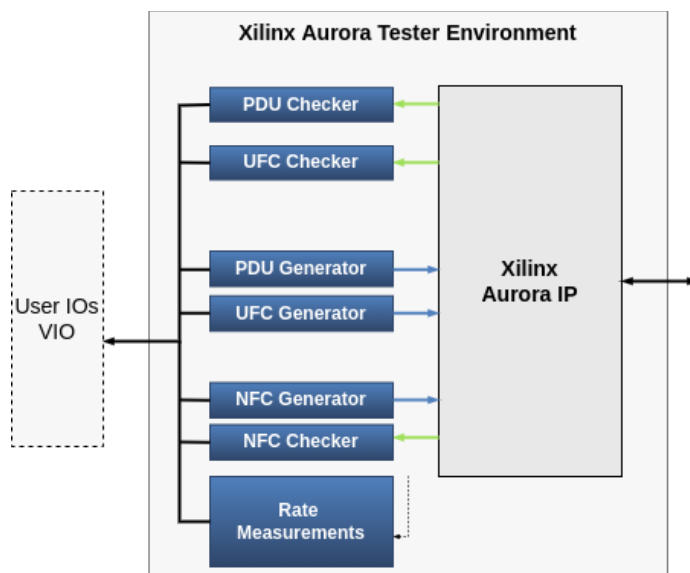 Xilinx Aurora Tester Environment
PDU Checker
UFC Checker
PDU Generator
UFC Generator
NFC Generator
NFC Checker
Rate
Measurements
Xilinx
Aurora IP
User IOs
VIO